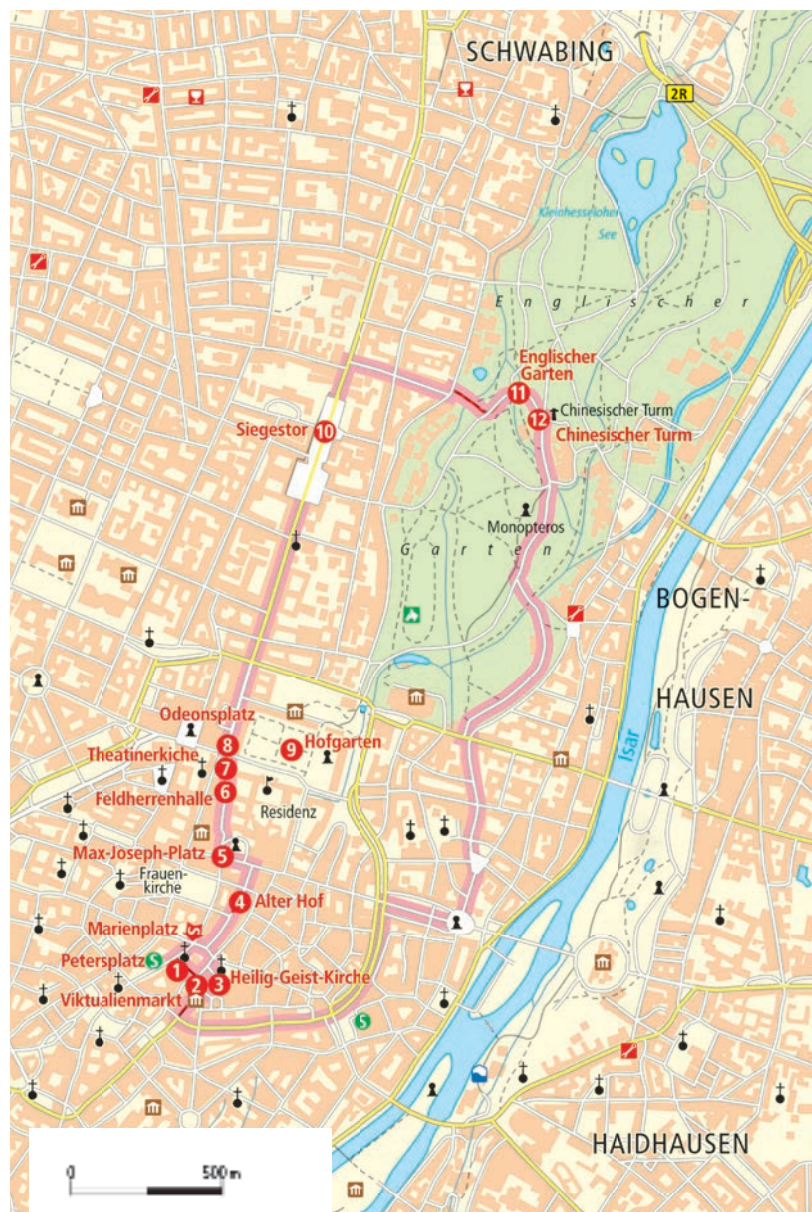 SCHWABING
2R
Kleinhesseloher
See
Englischer
Englischer
Garten
11
12
Chinesischer Turm
Chinesischer Turm
Siegestor
10
Monopteros
Garten
BOGEN-
HAUSEN
Isar
Odeonsplatz
8
9
Hofgarten
Theatinerkiche
7
Feldherrenhalle
6
Residenz
Max-Joseph-Platz
5
Frauen-
kirche
4
Alter Hof
Marienplatz
S
Petersplatz
S
1
2
3
Heilig-Geist-Kirche
Viktualienmarkt
S
HAIDHAUSEN
0
500 m